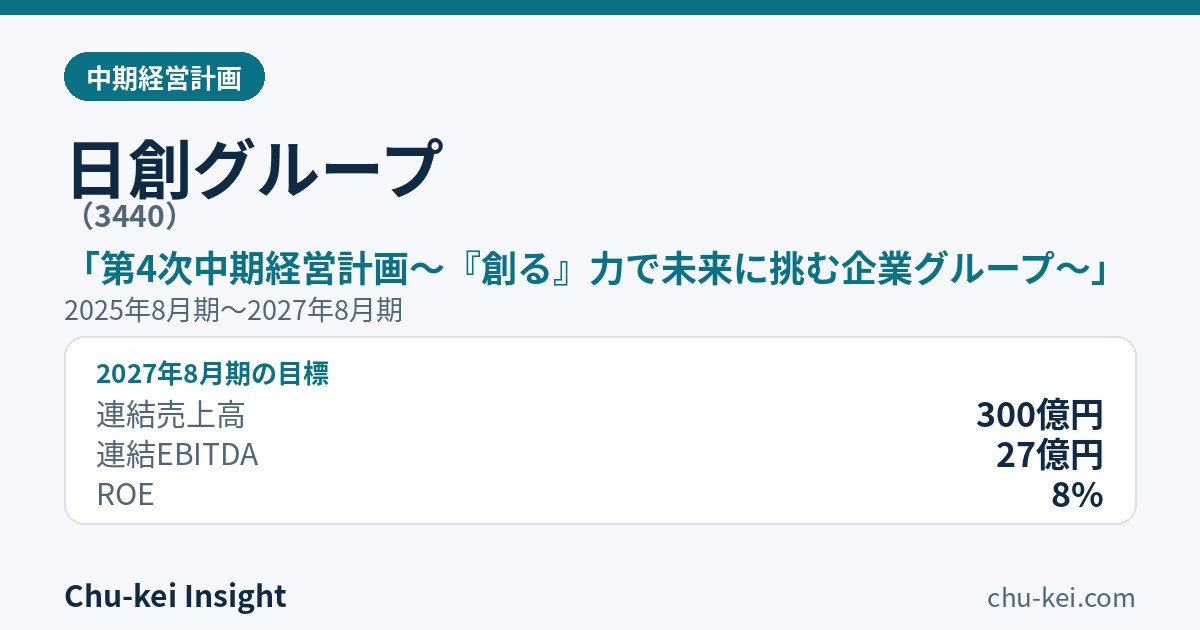 中期経営計画
日創グループ
（3440）
「第4次中期経営計画～『創る』力で未来に挑む企業グループ～」
2025年8月期～2027年8月期
2027年8月期の目標
連結売上高 300億円
連結EBITDA 27億円
ROE 8%
Chu-kei Insight chu-kei.com